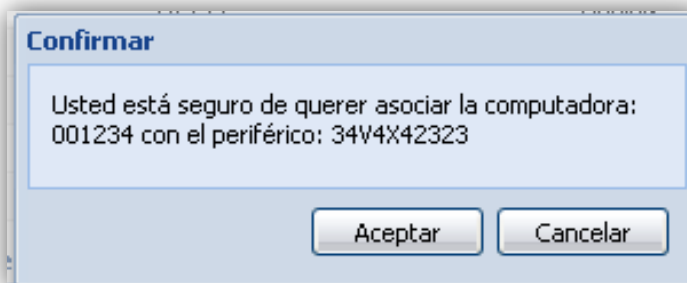 Confirmar
Usted está seguro de querer asociar la computadora:
001234 con el periférico: 34V4X42323
Aceptar
Cancelar